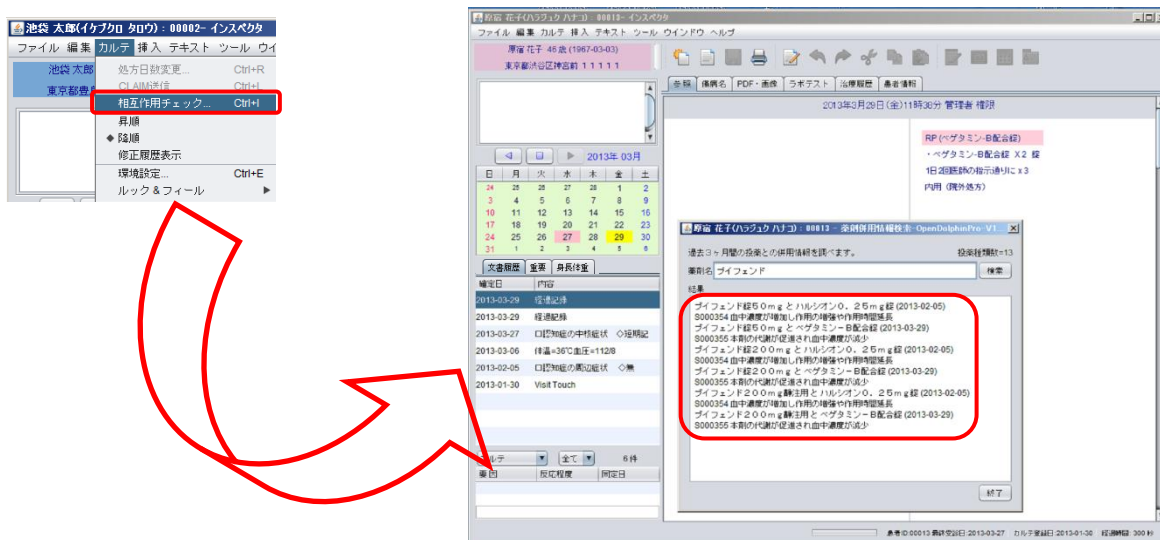 池袋 太郎(イケブクロ タロウ) : 00002- インスペクタ
ファイル 編集 カルテ 挿入 テキスト ツール ウイ
池袋 太郎
東京都豊
処方日数変更... Ctrl+R
CLAIM送信 Ctrl+L
相互作用チェック... Ctrl+I
昇順
◆ 降順
修正履歴表示
環境設定... Ctrl+E
ルック＆フィール
原宿 花子(ハラジュク ハナコ) : 00013- インスペクタ
ファイル 編集 カルテ 挿入 テキスト ツール ウインドウ ヘルプ
原宿 花子 46歳 (1967-03-03)
東京都渋谷区神宮前 1 1 1 1 1
2013年 03月
日 月 火 水 木 金 土
24 25 26 27 28 1 2
3 4 5 6 7 8 9
10 11 12 13 14 15 16
17 18 19 20 21 22 23
24 25 26 27 28 29 30
31 1 2 3 4 5 6
文書履歴 重要 身長体重
確定日 内容
2013-03-29 経過記録
2013-03-29 経過記録
2013-03-27 口認知症の中核症状 ◇短期記
2013-03-06 体温=36℃血圧=112/8
2013-02-05 口認知症の周辺症状 ◇無
2013-01-30 Visit Touch
カルテ 全て 6件
要因 反応程度 同定日
参照 傷病名 PDF・画像 ラボテスト 治療履歴 患者情報
2013年3月29日(金)11時38分 管理者 権限
RP (ベゲタミン-B配合錠)
・ベゲタミン-B配合錠 X2 錠
1日2回医師の指示通りに x 3
内用 (院外処方)
原宿 花子(ハラジュク ハナコ) : 00013 - 薬剤併用情報検索-OpenDolphinPro-V1
過去3ヶ月間の投薬との併用情報を調べます。 投薬種類数=13
薬剤名 ブイフェンド 検索
結果
ブイフェンド錠５０ｍｇ と ハルシオン０．２５ｍｇ錠 (2013-02-05)
S000354 血中濃度が増加し作用の増強や作用時間延長
ブイフェンド錠５０ｍｇ と ベゲタミン－Ｂ配合錠 (2013-03-29)
S000355 本剤の代謝が促進され血中濃度が減少
ブイフェンド錠２００ｍｇ と ハルシオン０．２５ｍｇ錠 (2013-02-05)
S000354 血中濃度が増加し作用の増強や作用時間延長
ブイフェンド錠２００ｍｇ と ベゲタミン－Ｂ配合錠 (2013-03-29)
S000355 本剤の代謝が促進され血中濃度が減少
ブイフェンド２００ｍｇ静注用 と ハルシオン０．２５ｍｇ錠 (2013-02-05)
S000354 血中濃度が増加し作用の増強や作用時間延長
ブイフェンド２００ｍｇ静注用 と ベゲタミン－Ｂ配合錠 (2013-03-29)
S000355 本剤の代謝が促進され血中濃度が減少
終了
患者ID:00013 最終受診日:2013-03-27 カルテ登録日:2013-01-30 経過時間: 300 秒